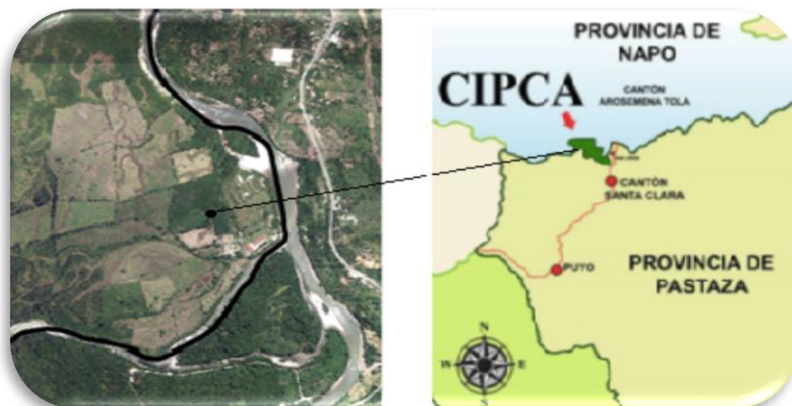 PROVINCIA DE
NAPO
CIPCA
CANTÓN
AROSEMENA TOLA
CANTÓN
SANTA CLARA
PUYO
PROVINCIA DE
PASTAZA
N
W
E
S